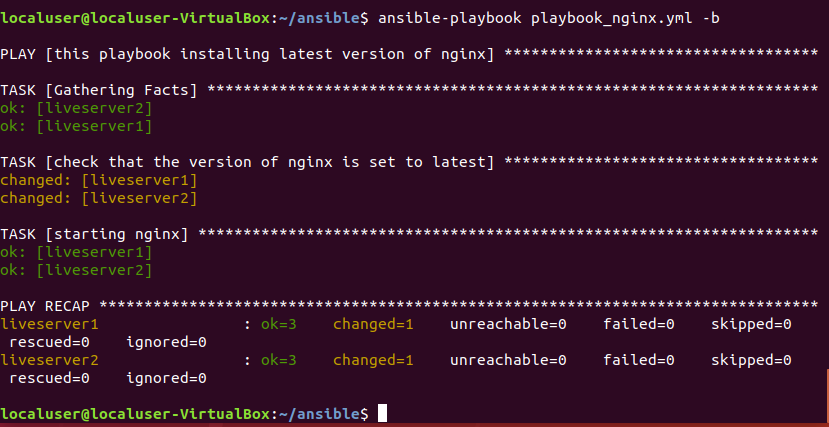 localuser@localuser-VirtualBox:~/ansible$ ansible-playbook playbook_nginx.yml -b
PLAY [this playbook installing latest version of nginx] ***********************************
TASK [Gathering Facts] ********************************************************************
ok: [liveserver2]
ok: [liveserver1]
TASK [check that the version of nginx is set to latest] ***********************************
changed: [liveserver1]
changed: [liveserver2]
TASK [starting nginx] *********************************************************************
ok: [liveserver1]
ok: [liveserver2]
PLAY RECAP ********************************************************************************
liveserver1                : ok=3    changed=1    unreachable=0    failed=0    skipped=0
 rescued=0    ignored=0
liveserver2                : ok=3    changed=1    unreachable=0    failed=0    skipped=0
 rescued=0    ignored=0
localuser@localuser-VirtualBox:~/ansible$